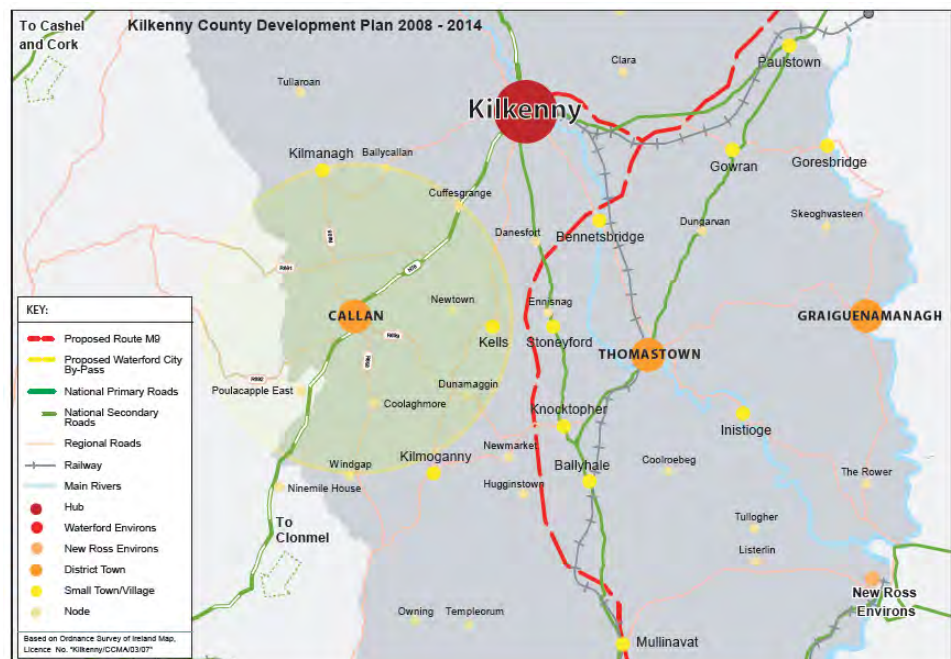 Kilkenny County Development Plan 2008 - 2014
To Cashel
and Cork
Paulstown
Clara
Tullaroan
Kilkenny
Kilmanagh
Ballycallan
Gowran
Goresbridge
Cuffesgrange
Danesfort
Bennetsbridge
Dungarvan
Skeoghvasteen
R691
N76
Newtown
Ennisnag
CALLAN
Kells
Stoneyford
THOMASTOWN
GRAIGUENAMANAGH
R699
Poulacapple East
Dunamaggin
Coolaghmore
Knocktopher
Inistioge
Windgap
Kilmoganny
Newmarket
Ballyhale
Coolroebeg
The Rower
Ninemile House
Hugginstown
To
Clonmel
Tullogher
Listerlin
New Ross
Environs
Owning
Templeorum
Mullinavat
KEY:
Proposed Route M9
Proposed Waterford City
By-Pass
National Primary Roads
National Secondary
Roads
Regional Roads
Railway
Main Rivers
Hub
Waterford Environs
New Ross Environs
District Town
Small Town/Village
Node
Based on Ordnance Survey of Ireland Map,
Licence No. "Kilkenny/CCMA/03/07"